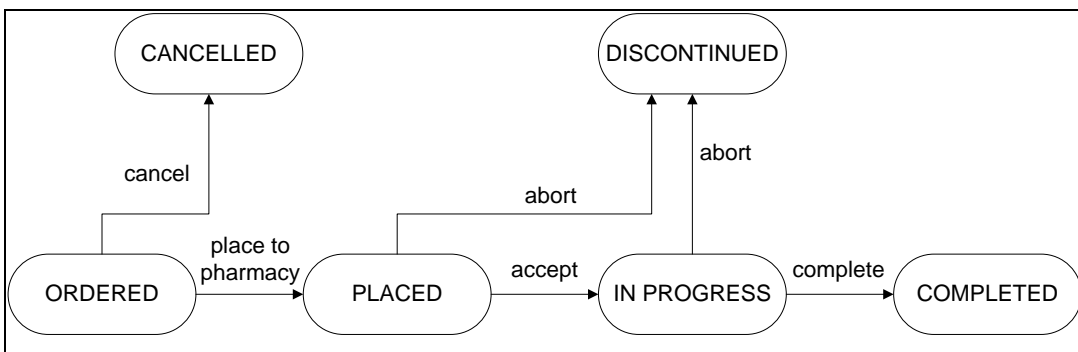 CANCELLED
DISCONTINUED
cancel
abort
abort
place to
pharmacy
accept
complete
ORDERED
PLACED
IN PROGRESS
COMPLETED